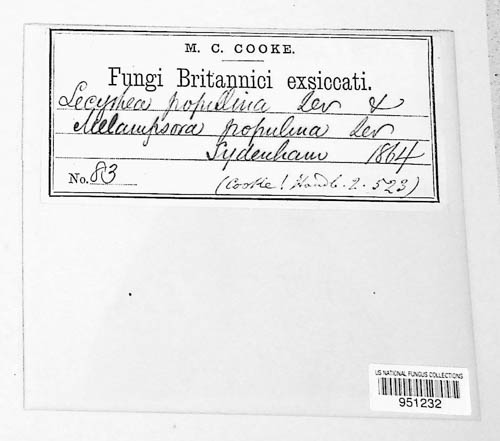 M. C. COOKE.
Fungi Britannici exsiccati.
Lecythea populina Lev &
Melampsora populina Lev
Sydenham 1864
No. 83 (Cooke! Handb. 2. 523)
US NATIONAL FUNGUS COLLECTIONS
951232